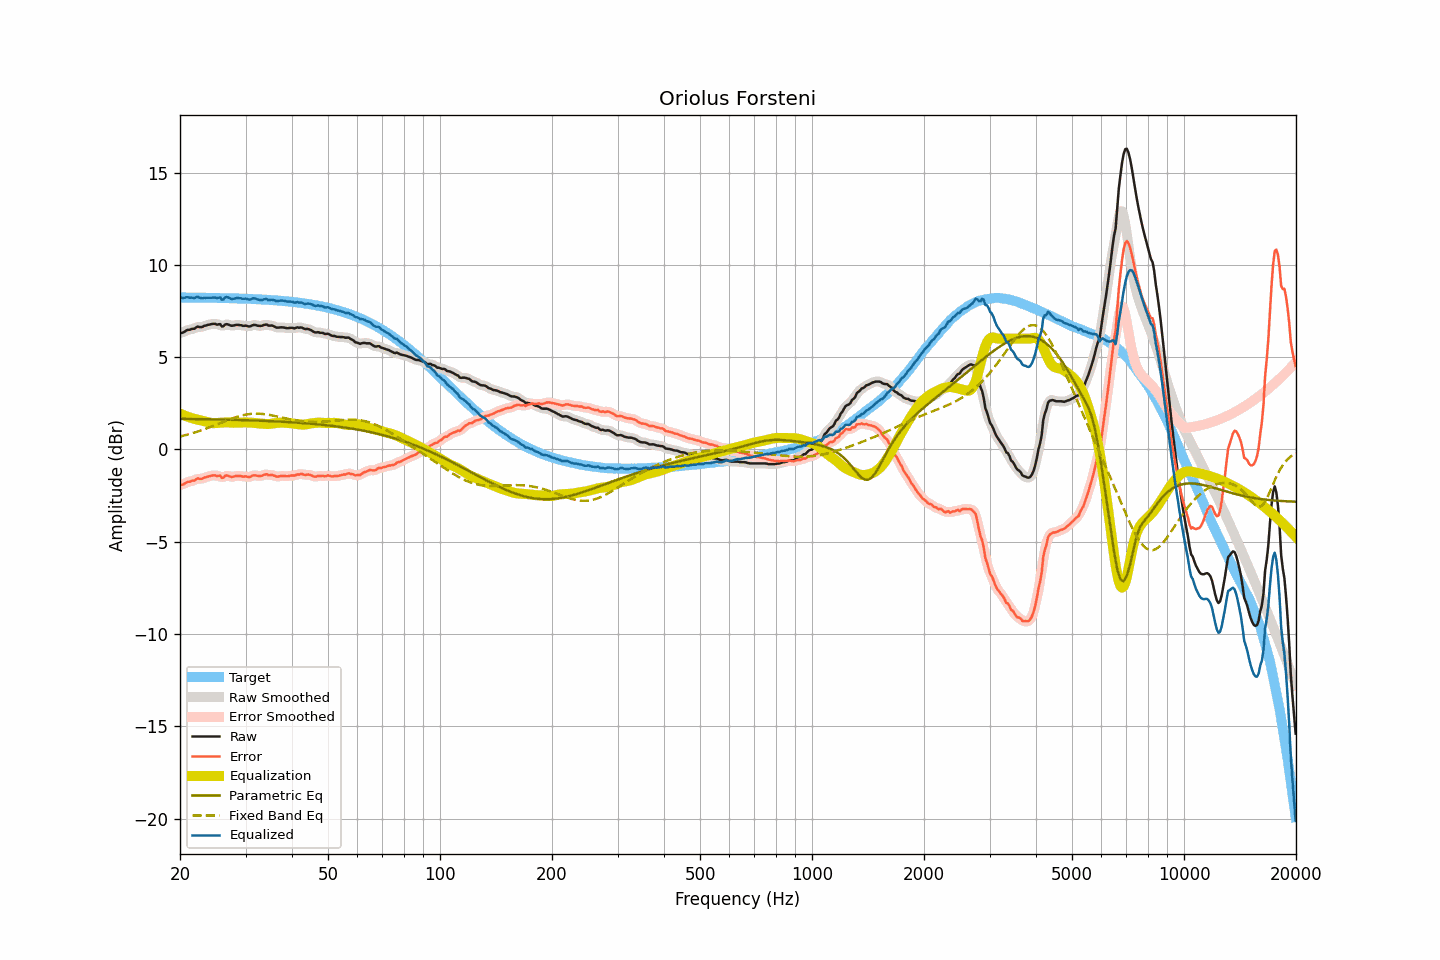 Oriolus Forsteni
Amplitude (dBr)
15
10
5
0
−5
−10
−15
−20
Target
Raw Smoothed
Error Smoothed
Raw
Error
Equalization
Parametric Eq
Fixed Band Eq
Equalized
20 50 100 200 500 1000 2000 5000 10000 20000
Frequency (Hz)